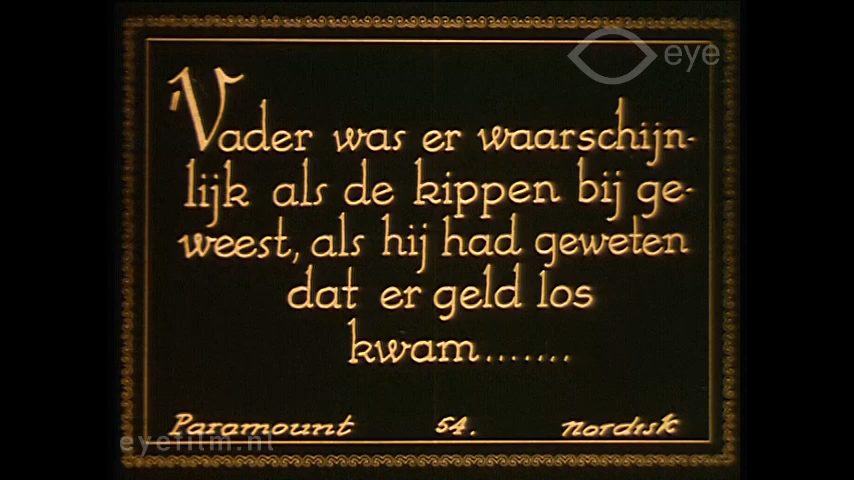 eye
Vader was er waarschijn-
lijk als de kippen bij ge-
weest, als hij had geweten
dat er geld los
kwam.......
Paramount 54. Nordisk
eyefilm.nl